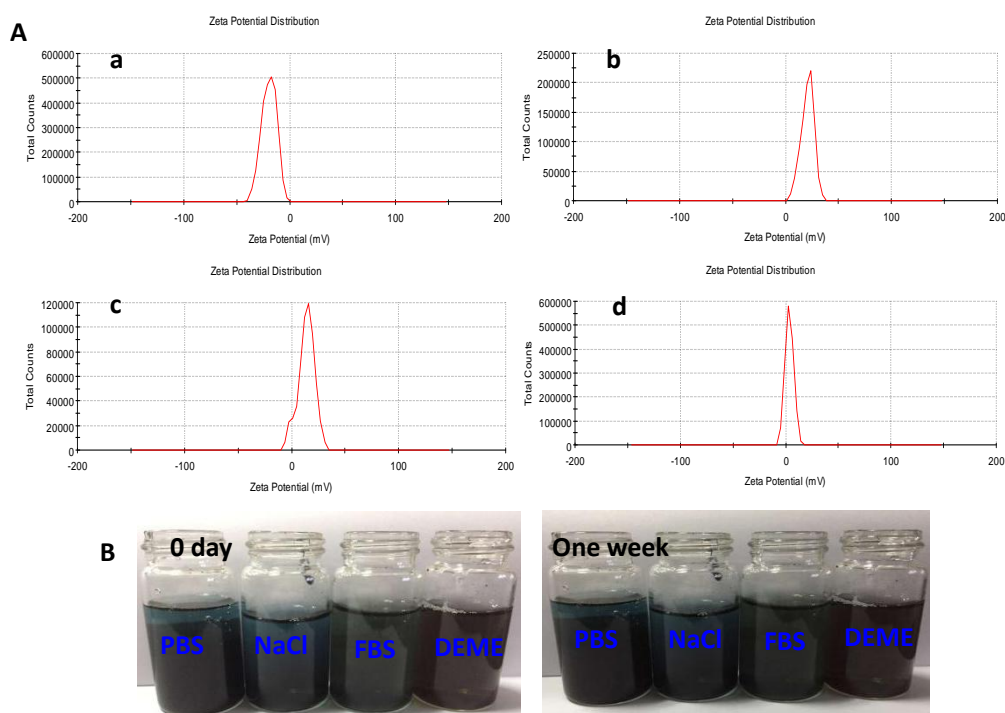 A
Zeta Potential Distribution
a
600000
500000
400000
300000
200000
100000
0
Total Counts
-200
-100
0
100
200
Zeta Potential (mV)
Zeta Potential Distribution
b
250000
200000
150000
100000
50000
0
Total Counts
-200
-100
0
100
200
Zeta Potential (mV)
Zeta Potential Distribution
c
120000
100000
80000
60000
40000
20000
0
Total Counts
-200
-100
0
100
200
Zeta Potential (mV)
Zeta Potential Distribution
d
600000
500000
400000
300000
200000
100000
0
Total Counts
-200
-100
0
100
200
Zeta Potential (mV)
B
0 day
PBS
NaCl
FBS
DEME
One week
PBS
NaCl
FBS
DEME